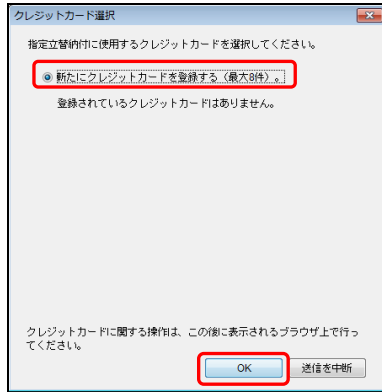 クレジットカード選択
指定立替納付に使用するクレジットカードを選択してください。
新たにクレジットカードを登録する（最大8件）。
登録されているクレジットカードはありません。
クレジットカードに関する操作は、この後に表示されるブラウザ上で行っ
てください。
OK 送信を中断